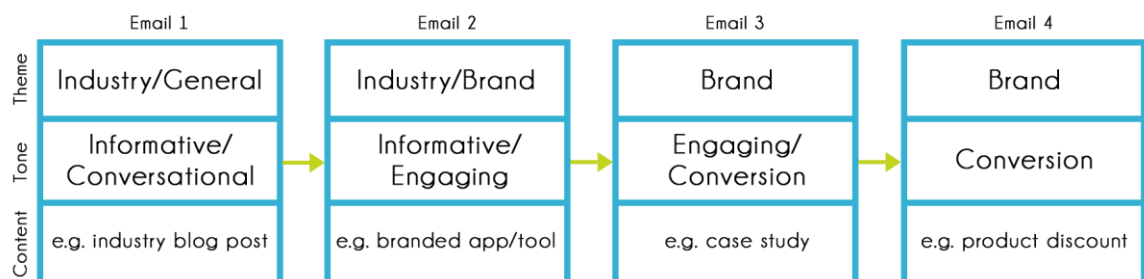 Email 1
Email 2
Email 3
Email 4
Theme
Industry/General
Industry/Brand
Brand
Brand
Tone
Informative/
Conversational
Informative/
Engaging
Engaging/
Conversion
Conversion
Content
e.g. industry blog post
e.g. branded app/tool
e.g. case study
e.g. product discount